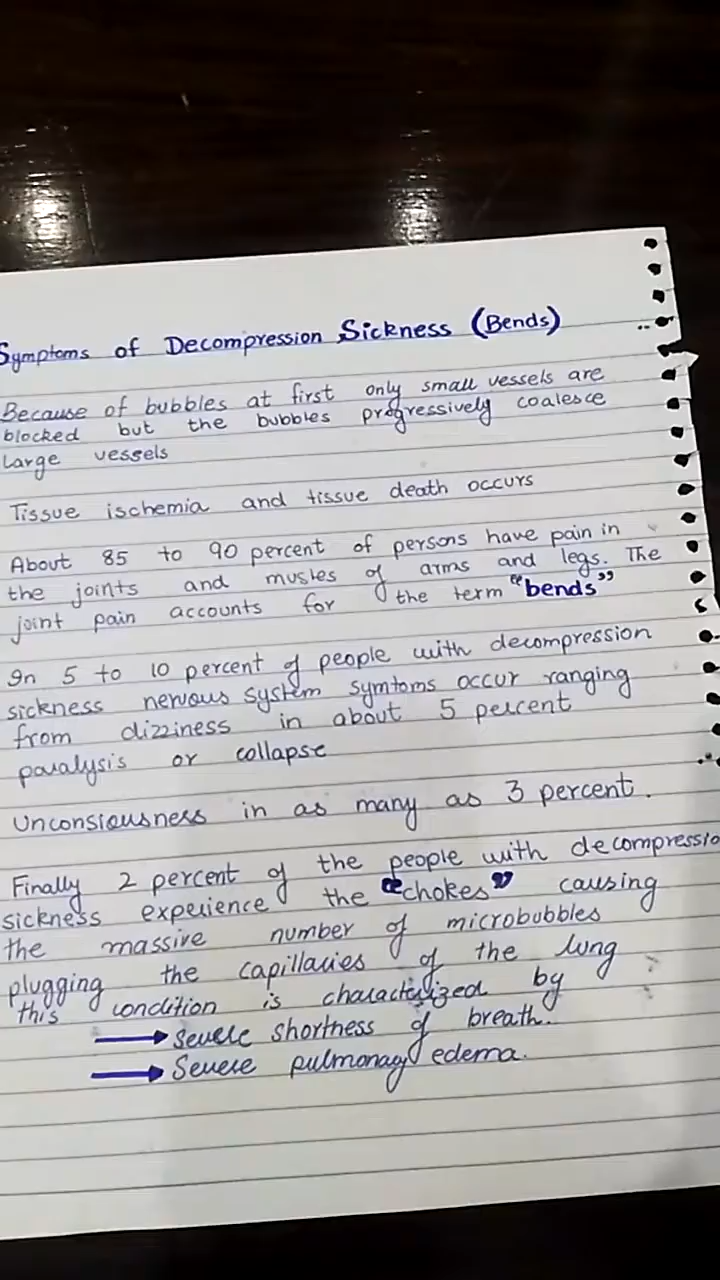 Symptoms of Decompression Sickness (Bends)
Because of bubbles at first only small vessels are
blocked but the bubbles progressively coalesce
large vessels
Tissue ischemia and tissue death occurs
About 85 to 90 percent of persons have pain in
the joints and musles of arms and legs. The
joint pain accounts for the term "bends"
In 5 to 10 percent of people with decompression
sickness nervous system symtoms occur ranging
from dizziness in about 5 percent
paralysis or collapse
Unconsiousness in as many as 3 percent.
Finally 2 percent of the people with decompressio
sickness experience the "chokes" causing
the massive number of microbubbles
plugging the capillaries of the lung
this condition is characterized by
→ severe shortness of breath.
→ Severe pulmonary edema.